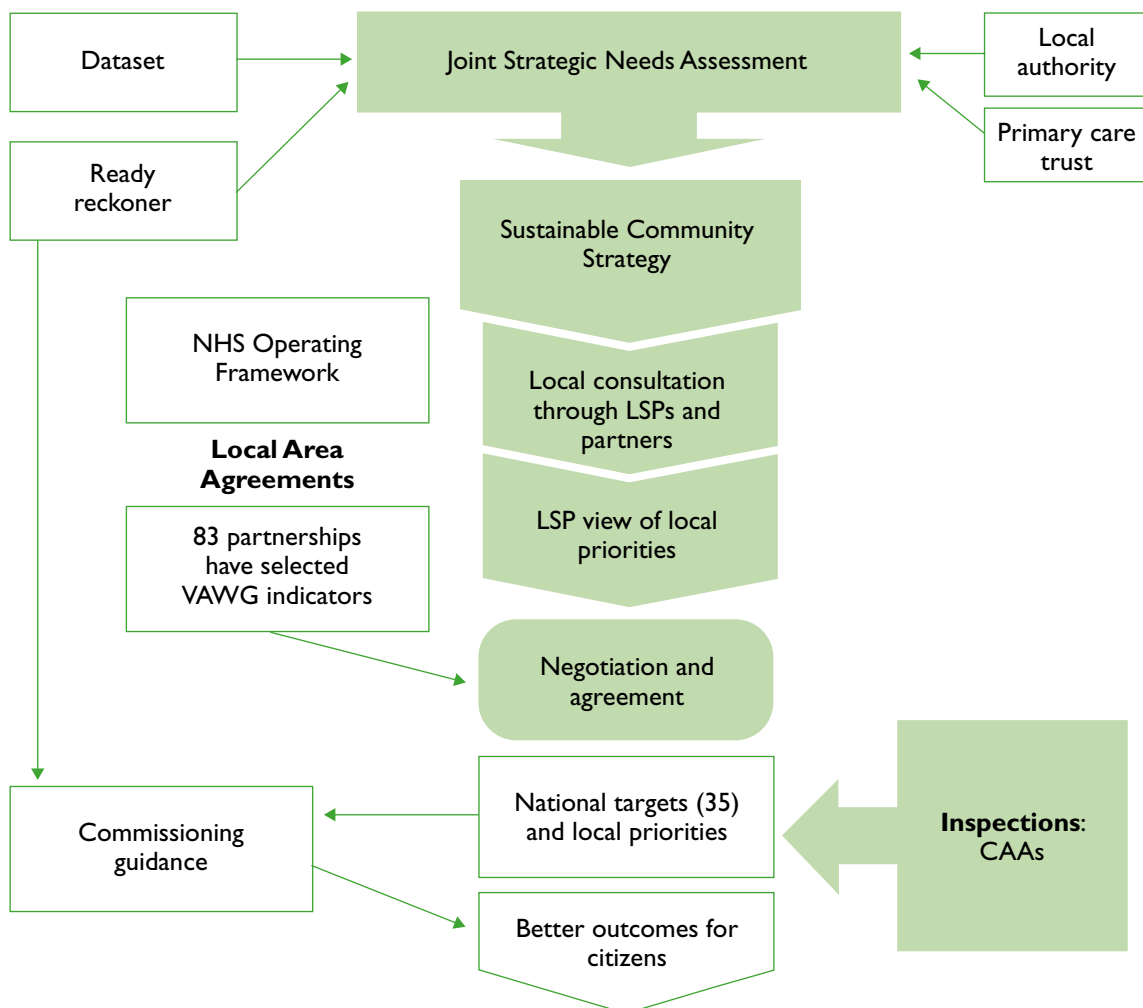 Dataset
Joint Strategic Needs Assessment
Local
authority
Primary care
trust
Ready
reckoner
Sustainable Community
Strategy
NHS Operating
Framework
Local consultation
through LSPs and
partners
Local Area
Agreements
83 partnerships
have selected
VAWG indicators
LSP view of local
priorities
Negotiation and
agreement
National targets (35)
and local priorities
Inspections:
CAAs
Commissioning
guidance
Better outcomes for
citizens